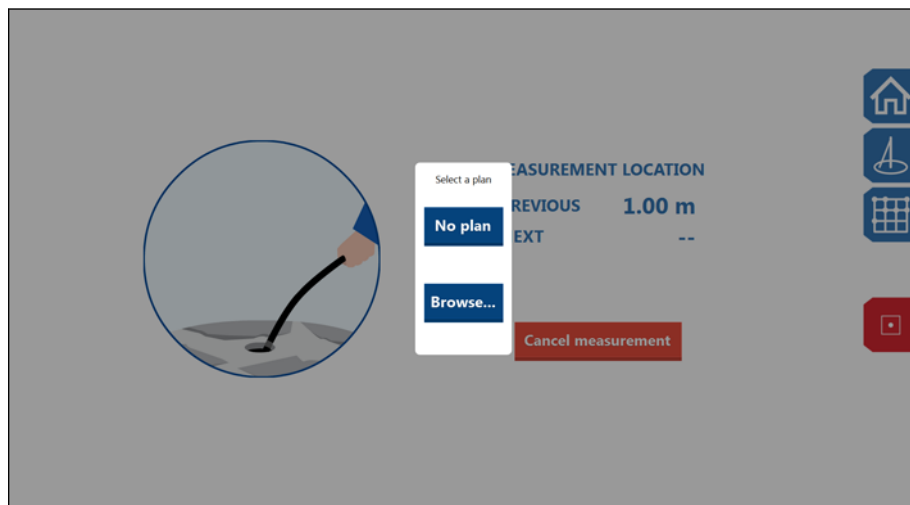 Select a plan
No plan
Browse...
EASUREMENT LOCATION
REVIOUS 1.00 m
EXT --
Cancel measurement